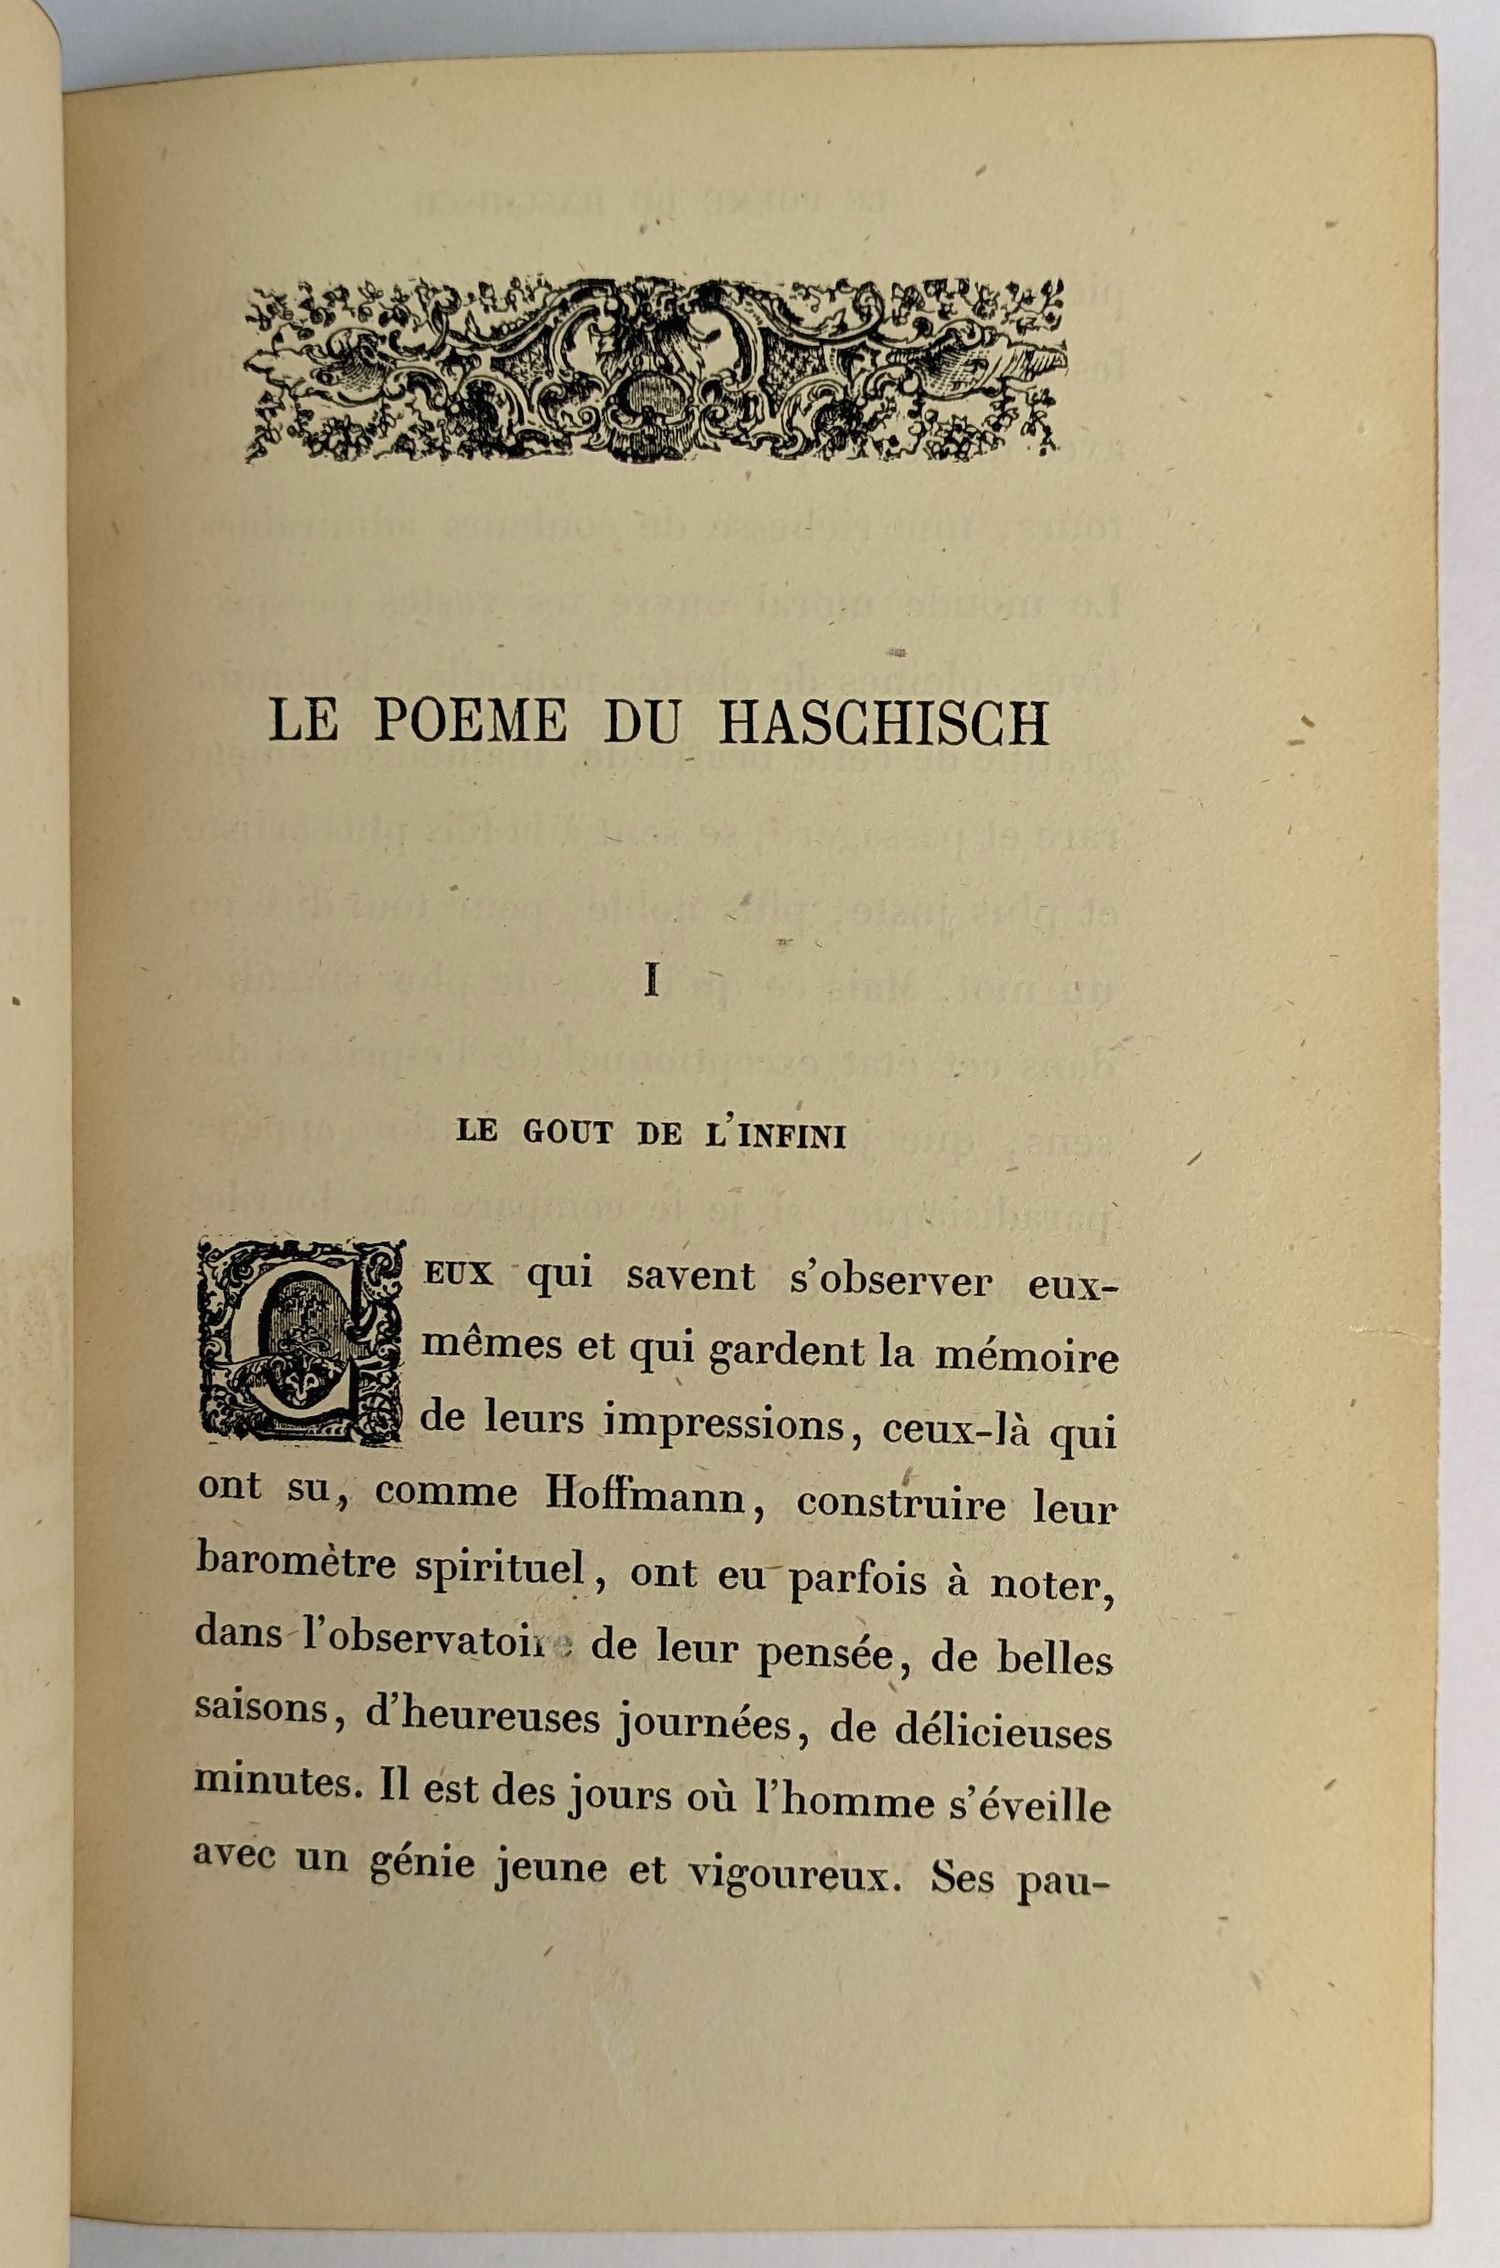 LE POEME DU HASCHISCH
I
LE GOUT DE L'INFINI
CEUX qui savent s'observer eux-
mêmes et qui gardent la mémoire
de leurs impressions, ceux-là qui
ont su, comme Hoffmann, construire leur
baromètre spirituel, ont eu parfois à noter,
dans l'observatoire de leur pensée, de belles
saisons, d'heureuses journées, de délicieuses
minutes. Il est des jours où l'homme s'éveille
avec un génie jeune et vigoureux. Ses pau-